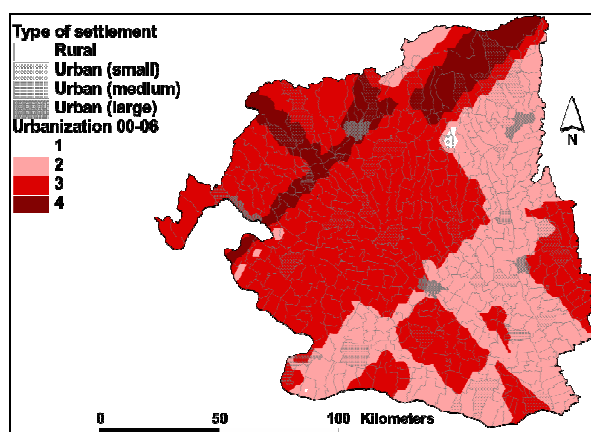 Type of settlement
Rural
Urban (small)
Urban (medium)
Urban (large)
Urbanization 00-06
1
2
3
4
N
0 50 100 Kilometers